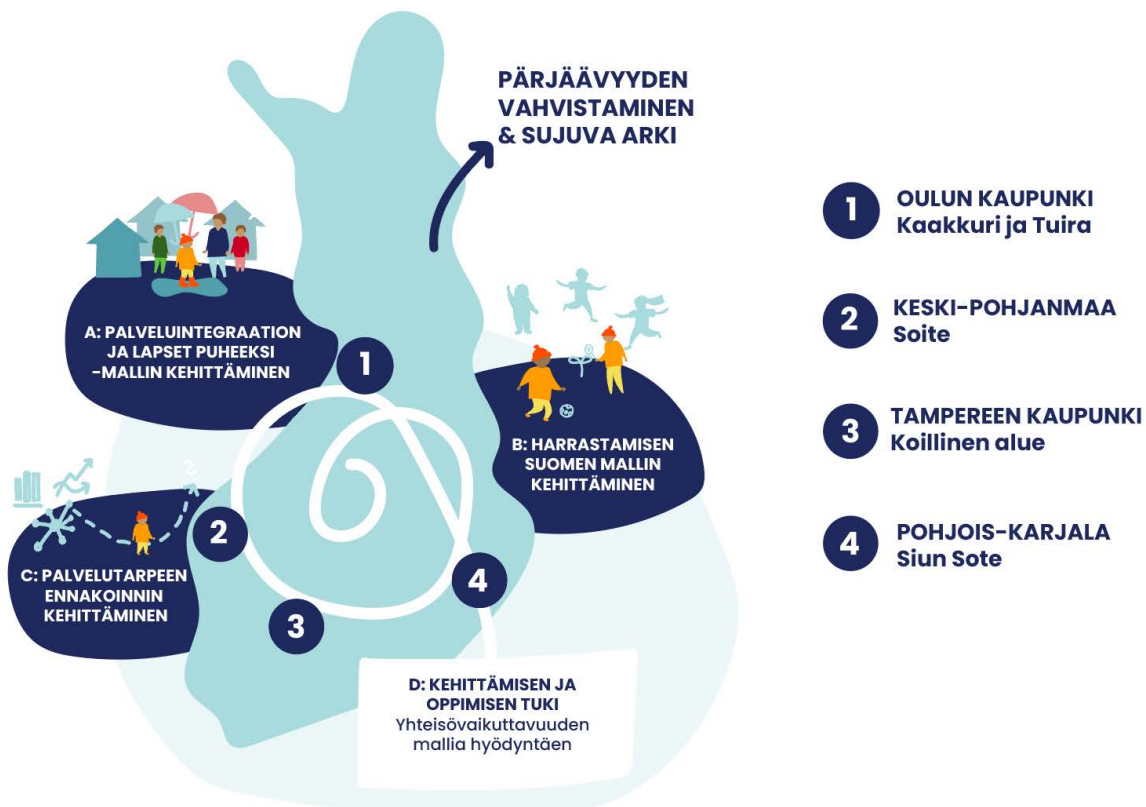 PÄRJÄÄVYYDEN
VAHVISTAMINEN
& SUJUVA ARKI
A: PALVELUINTEGRAATION
JA LAPSET PUHEEKSI
-MALLIN KEHITTÄMINEN
1
B: HARRASTAMISEN
SUOMEN MALLIN
KEHITTÄMINEN
2
C: PALVELUTARPEEN
ENNAKOINNIN
KEHITTÄMINEN
4
3
D: KEHITTÄMISEN JA
OPPIMISEN TUKI
Yhteisövaikuttavuuden
mallia hyödyntäen
1 OULUN KAUPUNKI
Kaakkuri ja Tuira
2 KESKI-POHJANMAA
Soite
3 TAMPEREEN KAUPUNKI
Koillinen alue
4 POHJOIS-KARJALA
Siun Sote